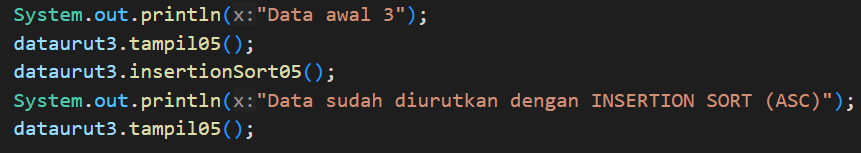 System.out.println(x:"Data awal 3");
dataurut3.tampil05();
dataurut3.insertionSort05();
System.out.println(x:"Data sudah diurutkan dengan INSERTION SORT (ASC)");
dataurut3.tampil05();